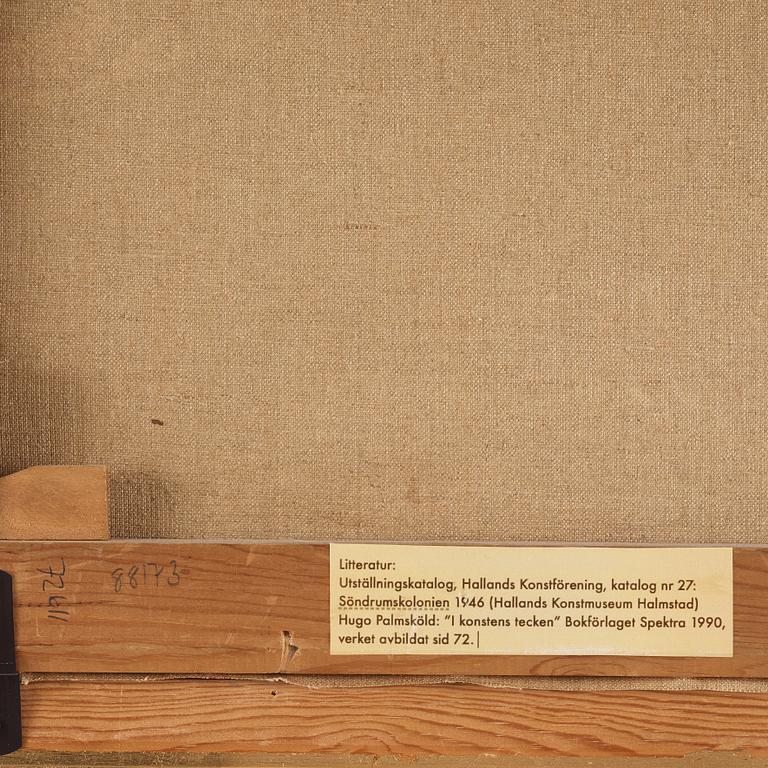 88173
Litteratur:
Utställningskatalog, Hallands Konstförening, katalog nr 27:
Söndrumskolonien 1946 (Hallands Konstmuseum Halmstad)
Hugo Palmsköld: "I konstens tecken" Bokförlaget Spektra 1990,
verket avbildat sid 72.